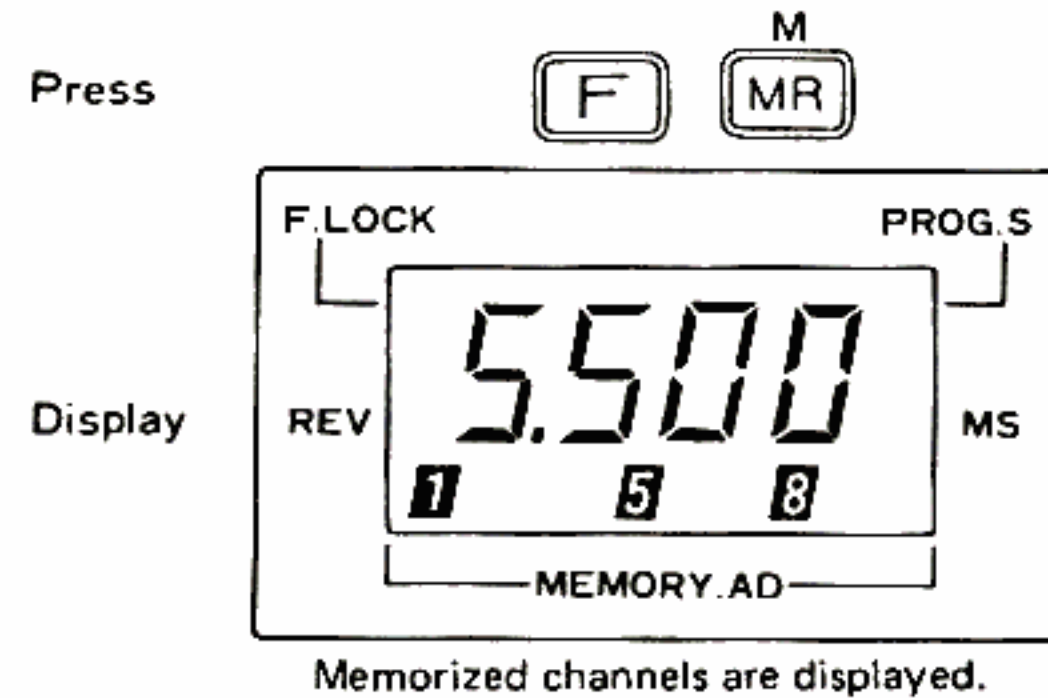 M
Press F MR
F.LOCK PROG.S
5.500
Display REV MS
1 5 8
MEMORY.AD
Memorized channels are displayed.